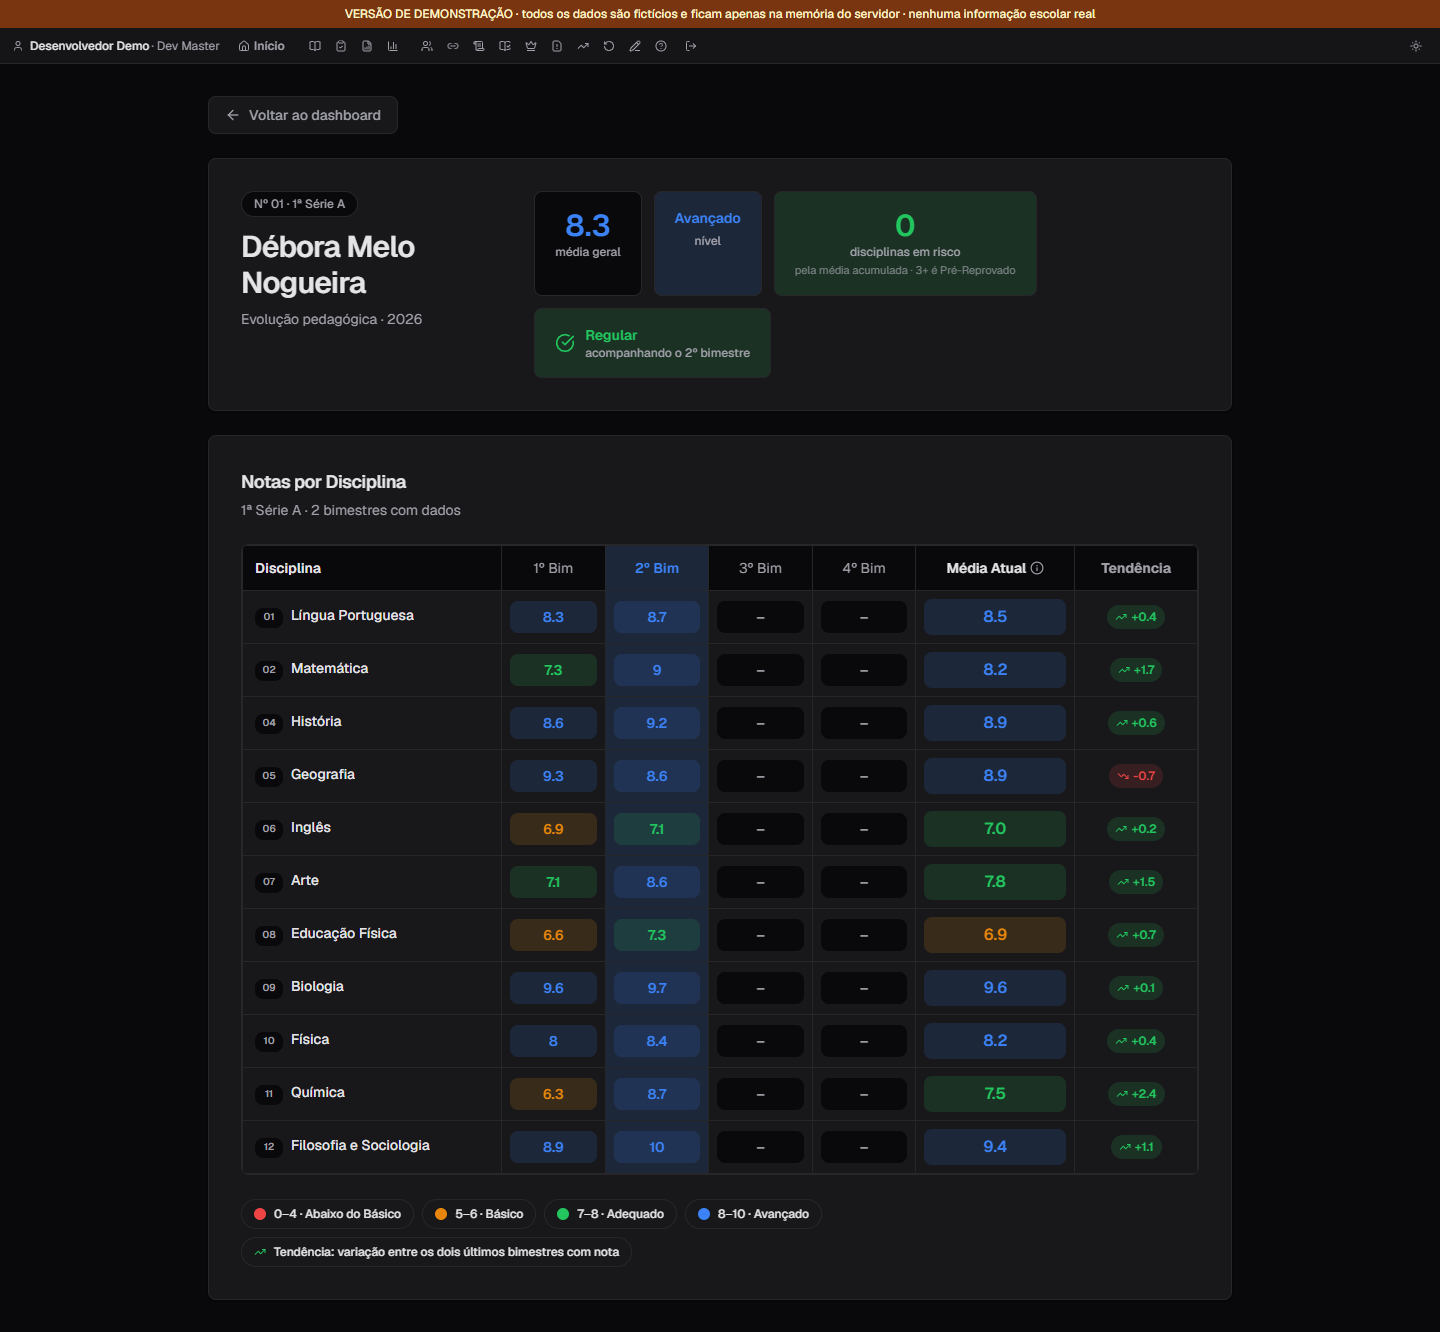 VERSÃO DE DEMONSTRAÇÃO · todos os dados são fictícios e ficam apenas na memória do servidor · nenhuma informação escolar real
Desenvolvedor Demo · Dev Master Início
Voltar ao dashboard
Nº 01 · 1ª Série A
Débora Melo
Nogueira
Evolução pedagógica · 2026
8.3
média geral
Avançado
nível
0
disciplinas em risco
pela média acumulada · 3+ é Pré-Reprovado
Regular
acompanhando o 2º bimestre
Notas por Disciplina
1ª Série A · 2 bimestres com dados
Disciplina 1º Bim 2º Bim 3º Bim 4º Bim Média Atual Tendência
01 Língua Portuguesa 8.3 8.7 – – 8.5 +0.4
02 Matemática 7.3 9 – – 8.2 +1.7
04 História 8.6 9.2 – – 8.9 +0.6
05 Geografia 9.3 8.6 – – 8.9 -0.7
06 Inglês 6.9 7.1 – – 7.0 +0.2
07 Arte 7.1 8.6 – – 7.8 +1.5
08 Educação Física 6.6 7.3 – – 6.9 +0.7
09 Biologia 9.6 9.7 – – 9.6 +0.1
10 Física 8 8.4 – – 8.2 +0.4
11 Química 6.3 8.7 – – 7.5 +2.4
12 Filosofia e Sociologia 8.9 10 – – 9.4 +1.1
0–4 · Abaixo do Básico 5–6 · Básico 7–8 · Adequado 8–10 · Avançado
Tendência: variação entre os dois últimos bimestres com nota